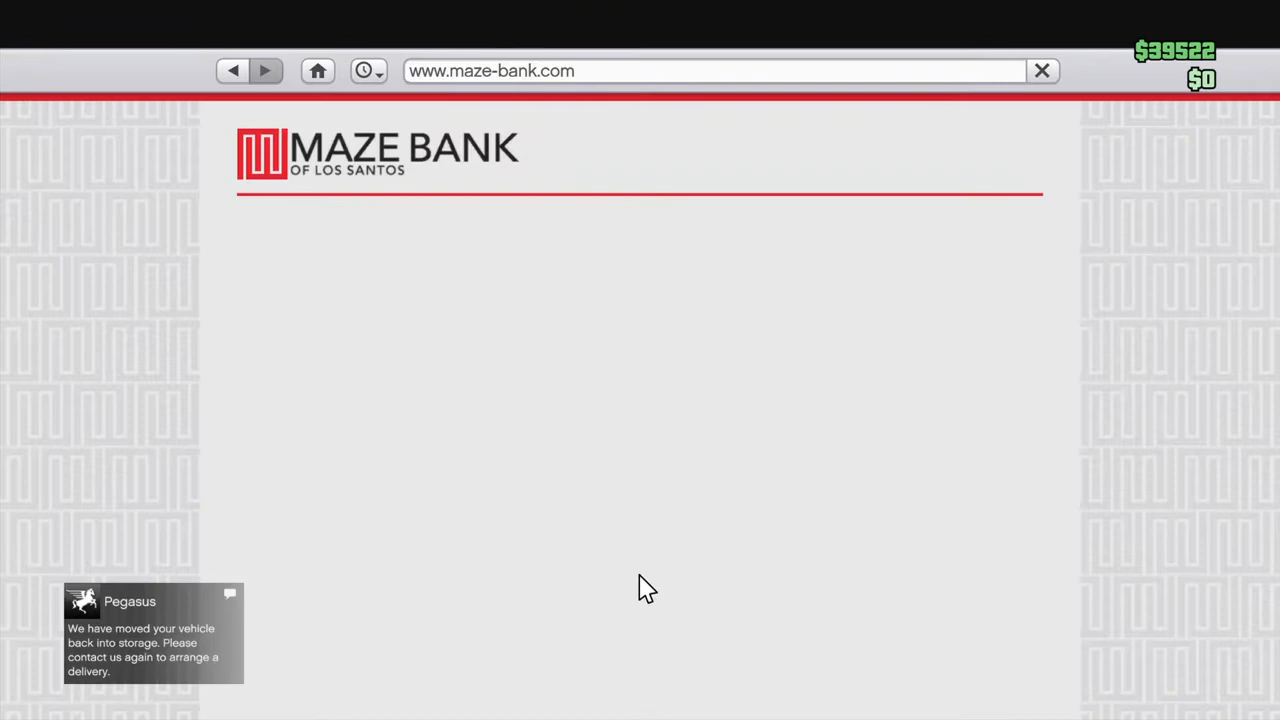 $39522
www.maze-bank.com
$0
MAZE BANK
OF LOS SANTOS
Pegasus
We have moved your vehicle
back into storage. Please
contact us again to arrange a
delivery.